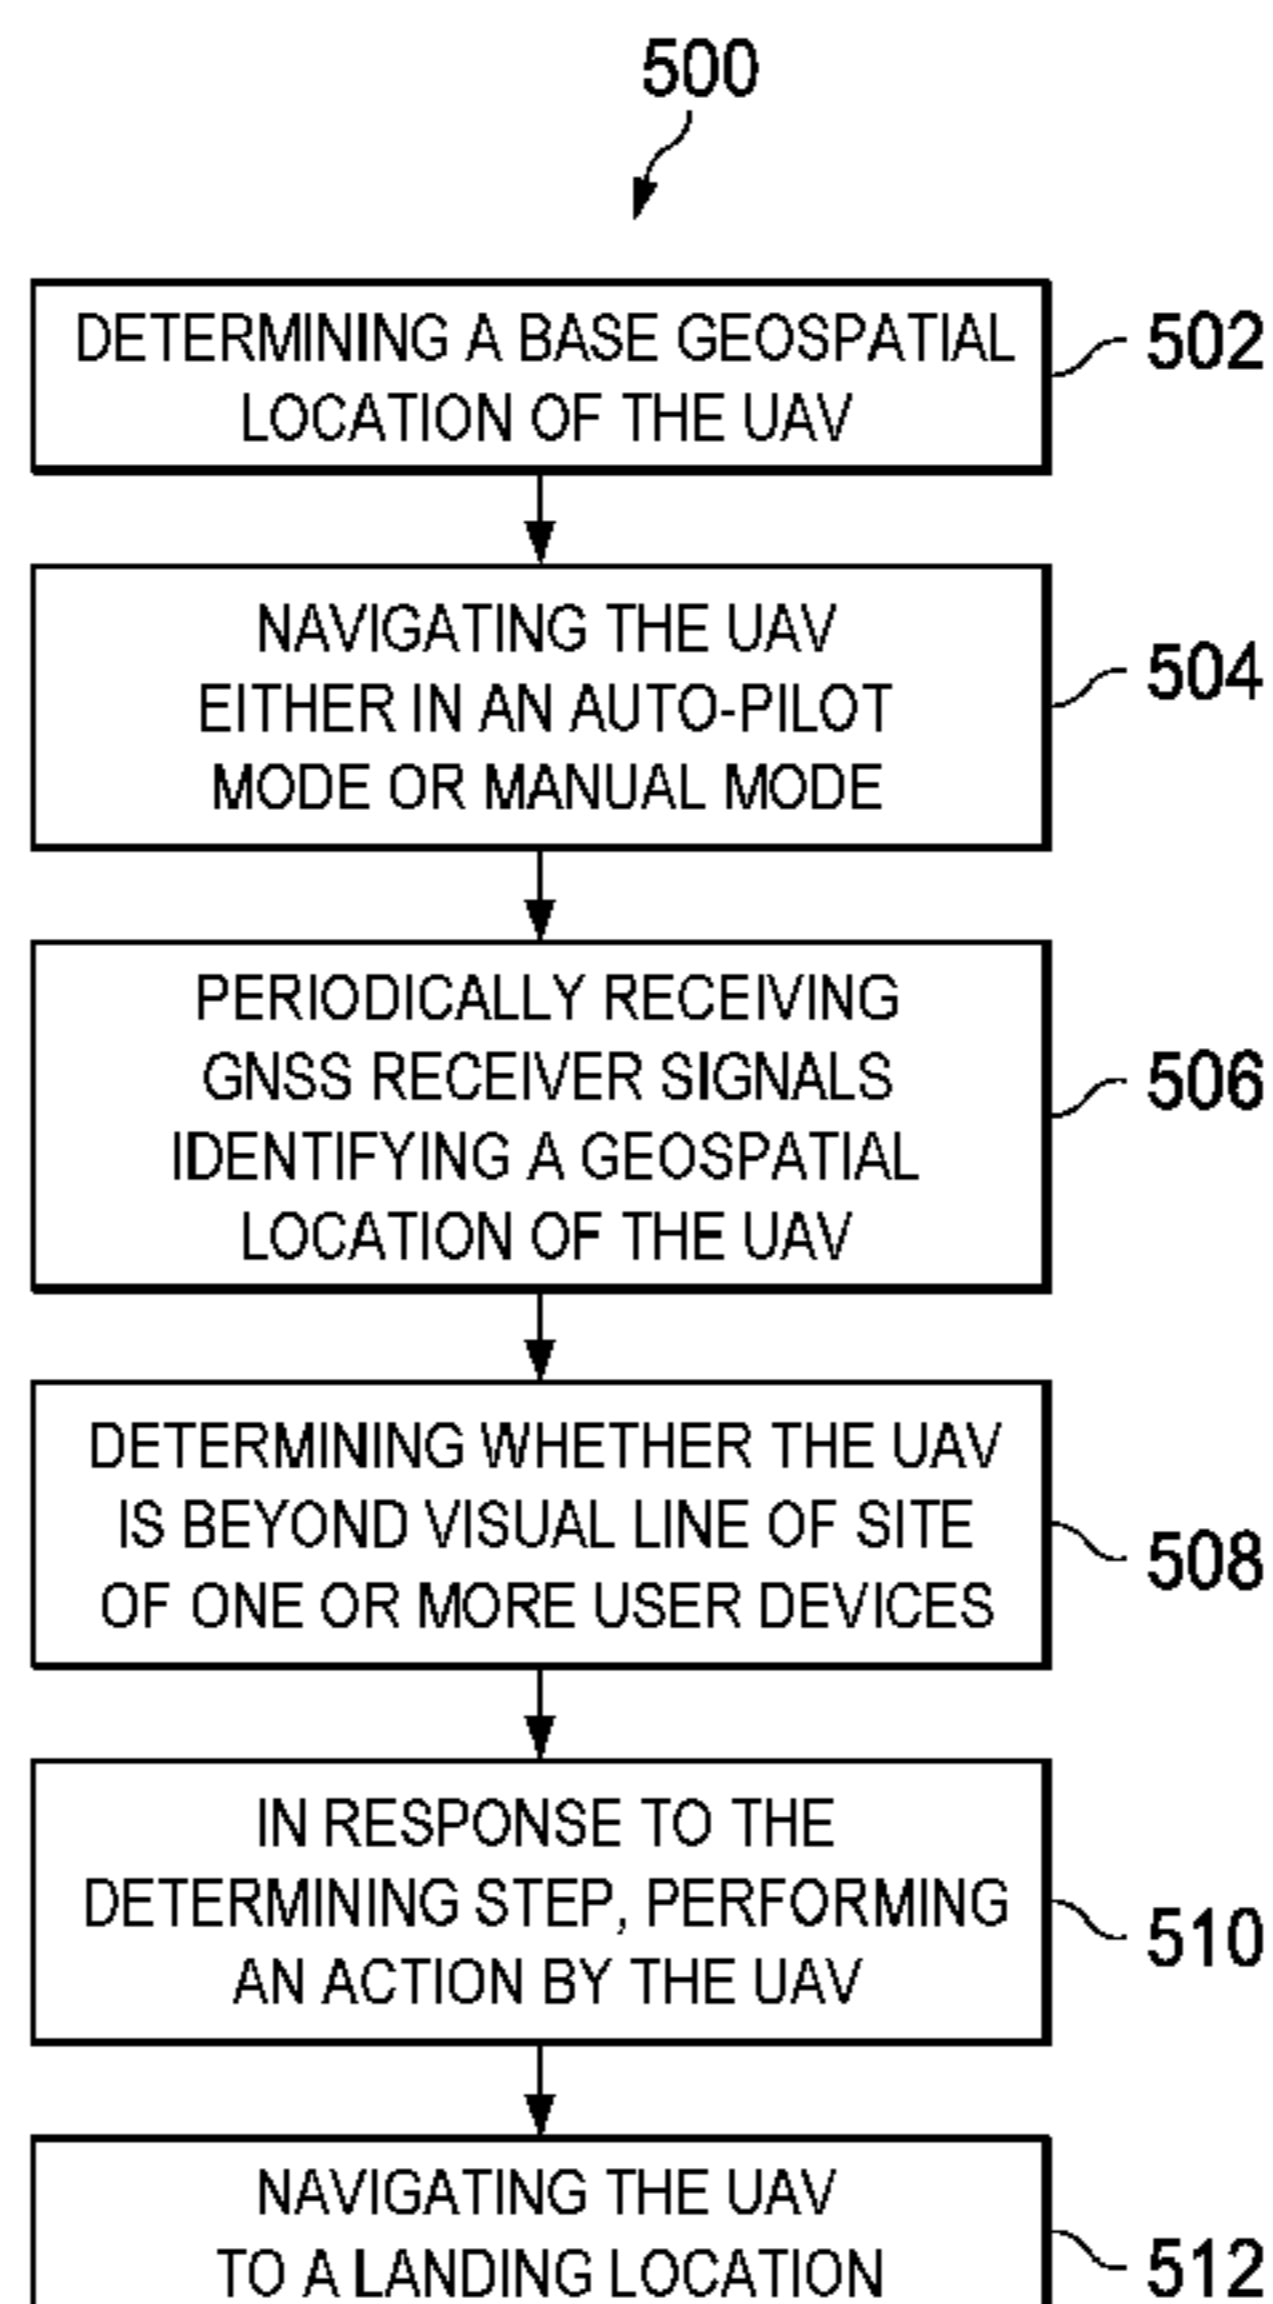 500
DETERMINING A BASE GEOSPATIAL
LOCATION OF THE UAV
502
NAVIGATING THE UAV
EITHER IN AN AUTO-PILOT
MODE OR MANUAL MODE
504
PERIODICALLY RECEIVING
GNSS RECEIVER SIGNALS
IDENTIFYING A GEOSPATIAL
LOCATION OF THE UAV
506
DETERMINING WHETHER THE UAV
IS BEYOND VISUAL LINE OF SITE
OF ONE OR MORE USER DEVICES
508
IN RESPONSE TO THE
DETERMINING STEP, PERFORMING
AN ACTION BY THE UAV
510
NAVIGATING THE UAV
TO A LANDING LOCATION
512